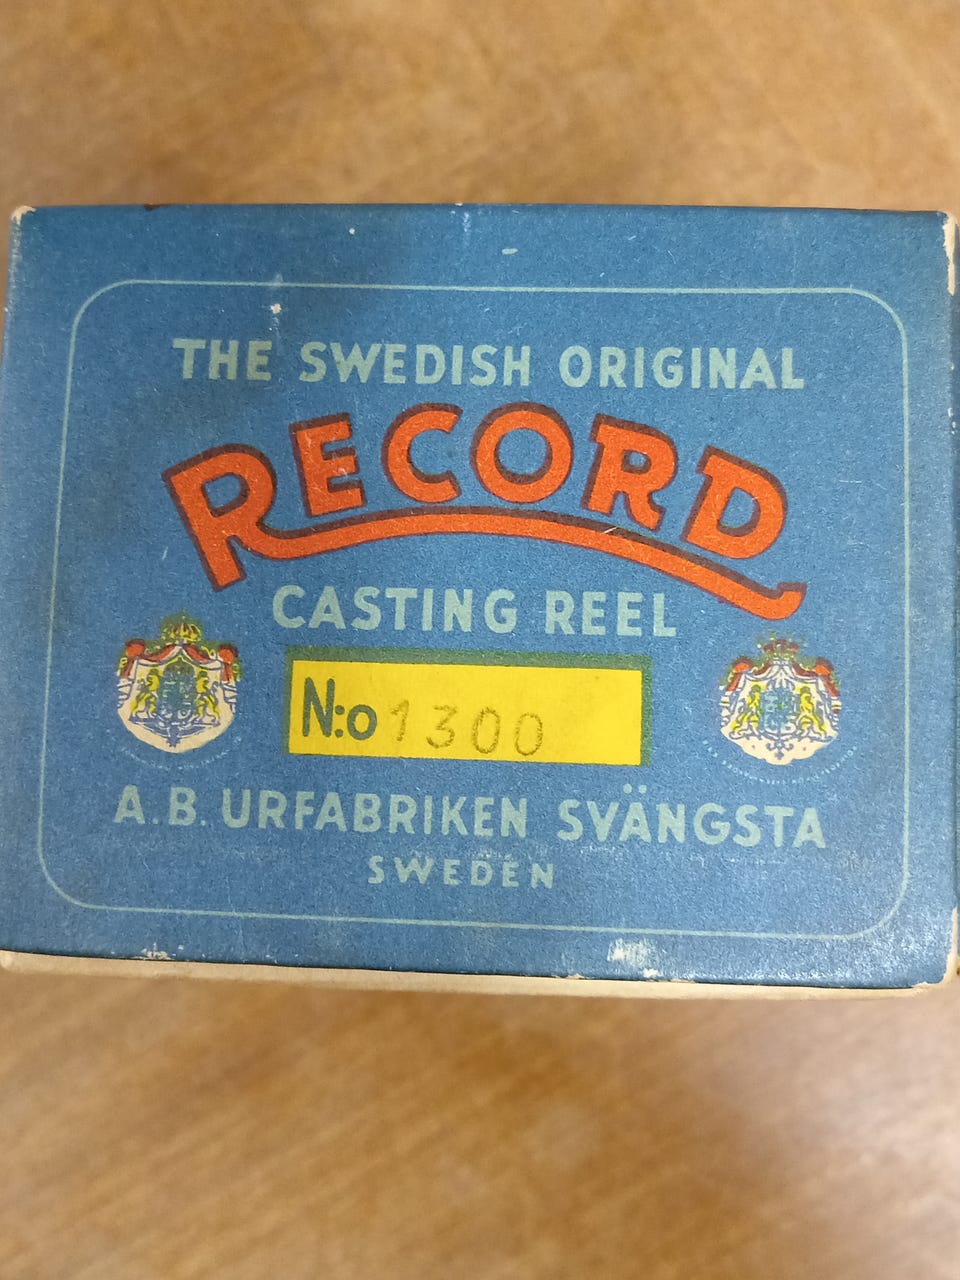 THE SWEDISH ORIGINAL
RECORD
CASTING REEL
N:o 1300
A.B. URFABRIKEN SVÄNGSTA
SWEDEN